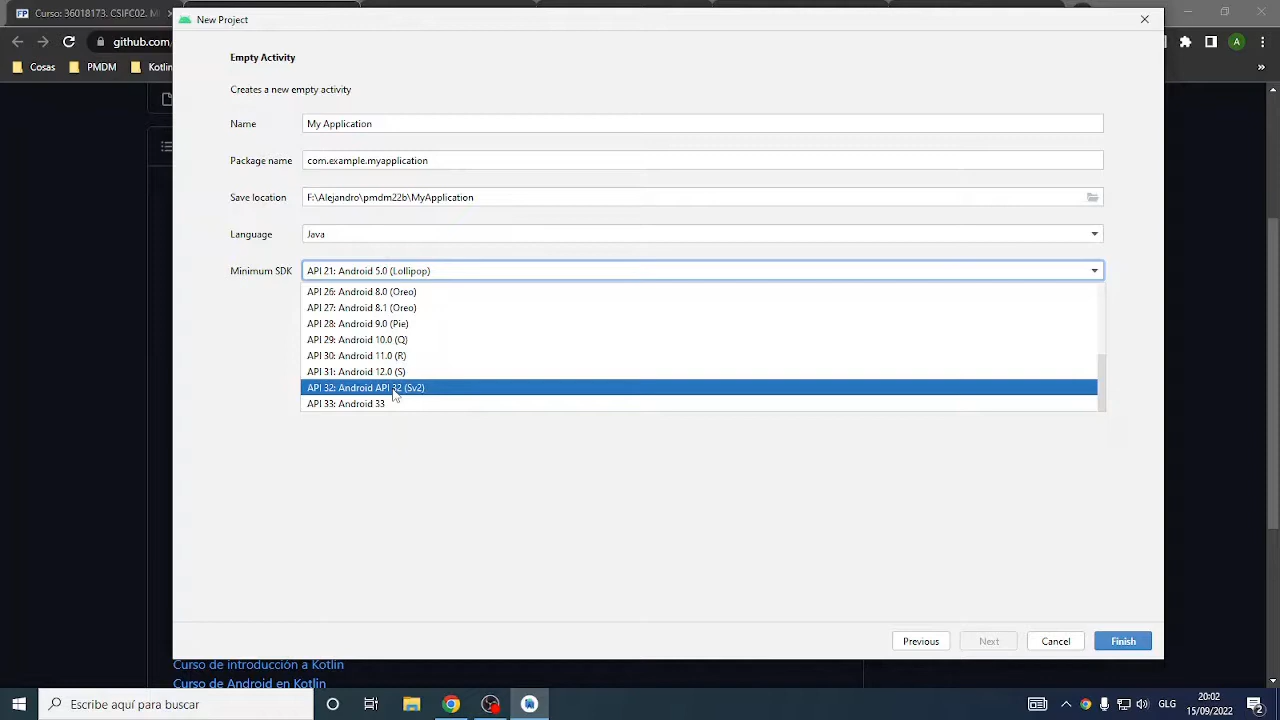 Curso: 36018173. CSIFC02. M
New Project
github.com
A
Cosas
PMDM
Kotlin
Empty Activity
Creates a new empty activity
Name
My Application
Package name
com.example.myapplication
Save location
F:\Alejandro\pmdm22b\MyApplication
Language
Java
Minimum SDK
API 21: Android 5.0 (Lollipop)
API 26: Android 8.0 (Oreo)
API 27: Android 8.1 (Oreo)
API 28: Android 9.0 (Pie)
API 29: Android 10.0 (Q)
API 30: Android 11.0 (R)
API 31: Android 12.0 (S)
API 32: Android API 32 (Sv2)
API 33: Android 33
Previous
Next
Cancel
Finish
Curso de introducción a Kotlin
Curso de Android en Kotlin
Escribe aquí para buscar
GLG
20:02
15/09/2022
2